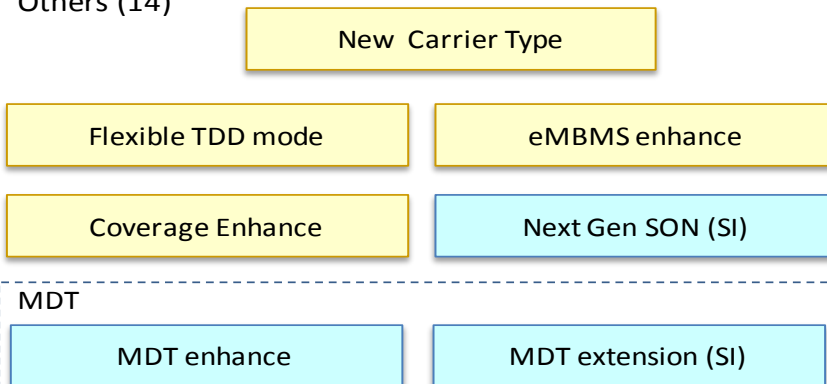 Others (14)
New Carrier Type
Flexible TDD mode
eMBMS enhance
Coverage Enhance
Next Gen SON (SI)
MDT
MDT enhance
MDT extension (SI)